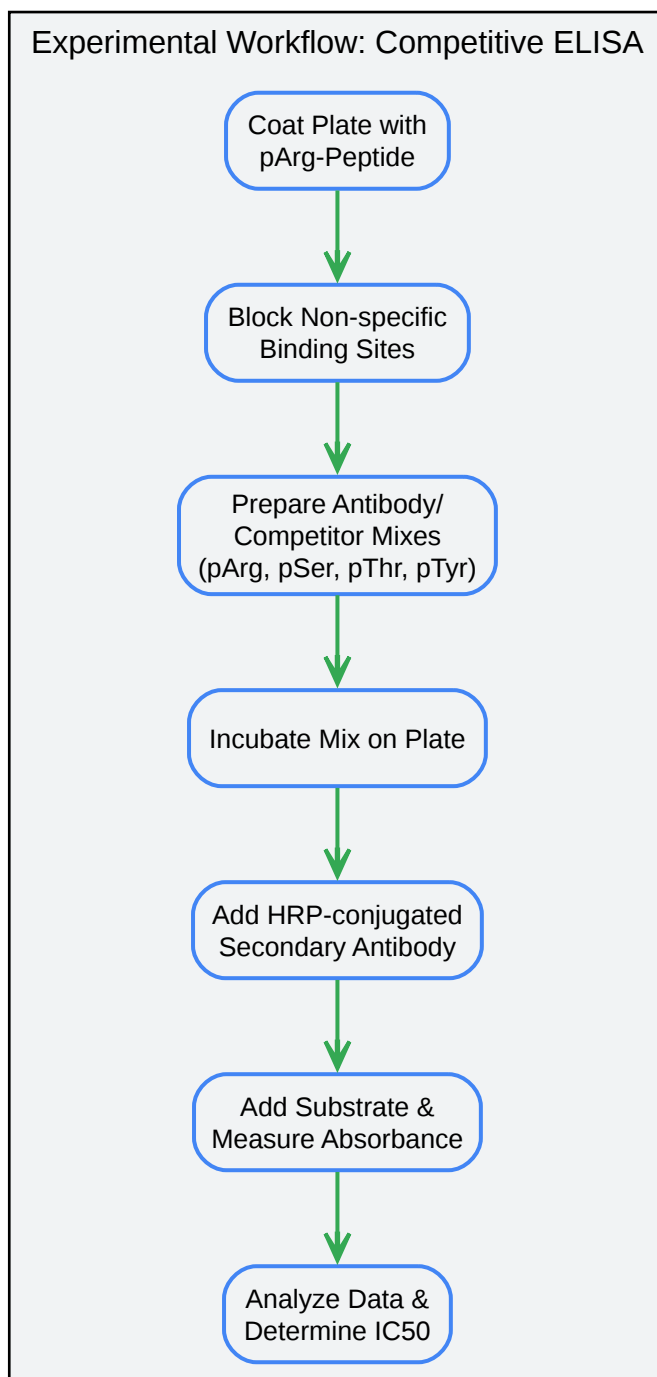 Experimental Workflow: Competitive ELISA
Coat Plate with
pArg-Peptide
Block Non-specific
Binding Sites
Prepare Antibody/
Competitor Mixes
(pArg, pSer, pThr, pTyr)
Incubate Mix on Plate
Add HRP-conjugated
Secondary Antibody
Add Substrate &
Measure Absorbance
Analyze Data &
Determine IC50